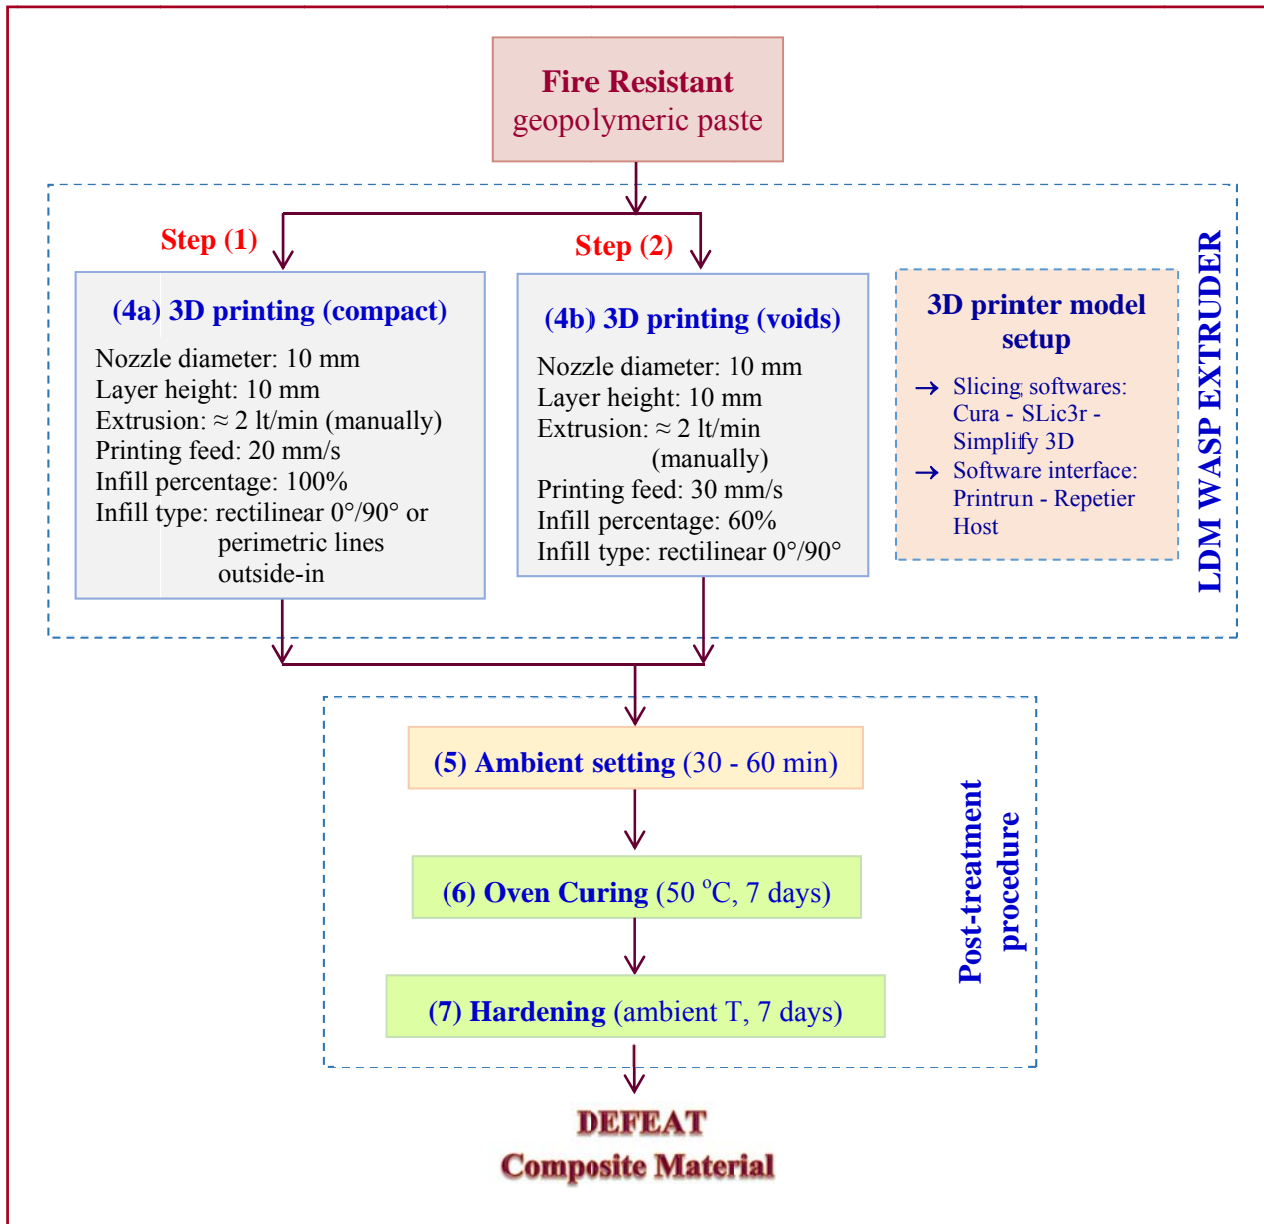 Fire Resistant
geopolymeric paste
Step (1)
Step (2)
(4a) 3D printing (compact)
Nozzle diameter: 10 mm
Layer height: 10 mm
Extrusion: ≈ 2 lt/min (manually)
Printing feed: 20 mm/s
Infill percentage: 100%
Infill type: rectilinear 0°/90° or
perimetric lines
outside-in
(4b) 3D printing (voids)
Nozzle diameter: 10 mm
Layer height: 10 mm
Extrusion: ≈ 2 lt/min
(manually)
Printing feed: 30 mm/s
Infill percentage: 60%
Infill type: rectilinear 0°/90°
3D printer model
setup
→ Slicing softwares:
Cura - SLic3r -
Simplify 3D
→ Software interface:
Printrun - Repetier
Host
LDM WASP EXTRUDER
(5) Ambient setting (30 - 60 min)
(6) Oven Curing (50 °C, 7 days)
(7) Hardening (ambient T, 7 days)
Post-treatment
procedure
DEFEAT
Composite Material